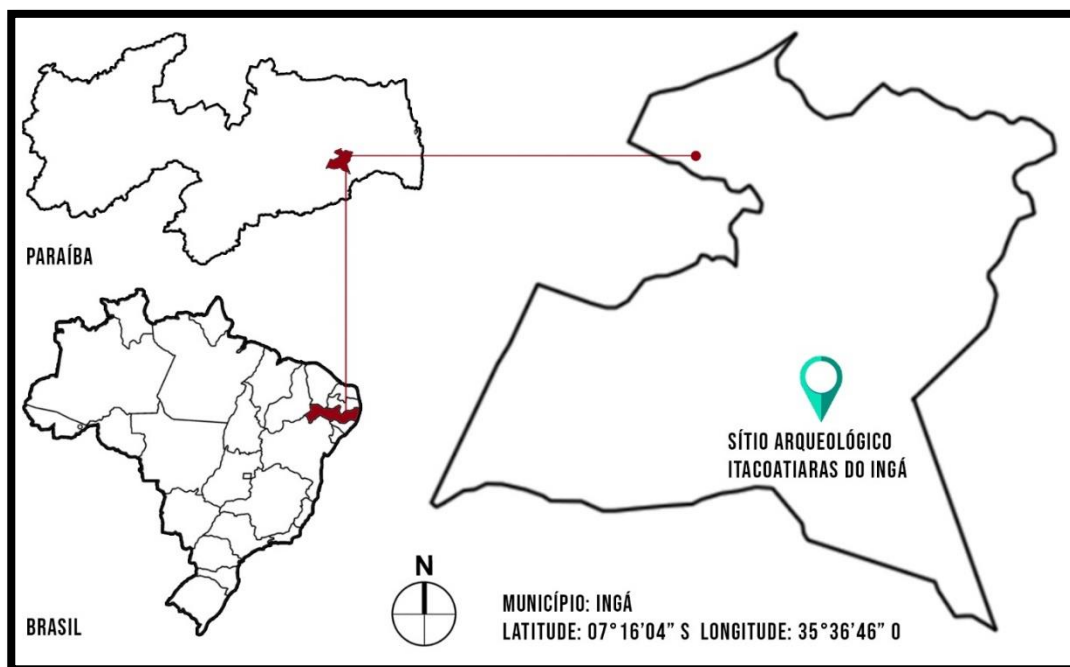 PARAÍBA
BRASIL
N
SÍTIO ARQUEOLÓGICO
ITACOATIARAS DO INGÁ
MUNICÍPIO: INGÁ
LATITUDE: 07°16’04” S LONGITUDE: 35°36’46” O